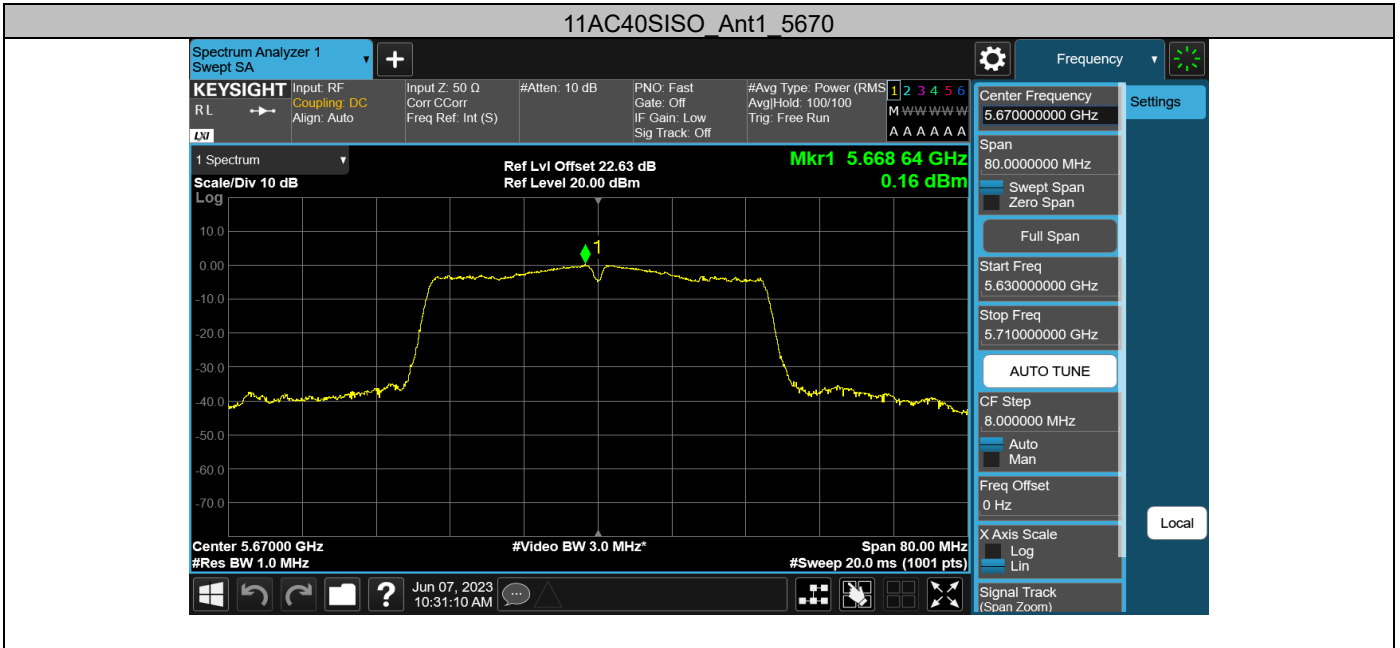 11AC40SISO_Ant1_5670
Spectrum Analyzer 1
Swept SA
Frequency
KEYSIGHT
RL
LXI
Input: RF
Coupling: DC
Align: Auto
Input Z: 50 Ω
Corr CCorr
Freq Ref: Int (S)
#Atten: 10 dB
PNO: Fast
Gate: Off
IF Gain: Low
Sig Track: Off
#Avg Type: Power (RMS
Avg|Hold: 100/100
Trig: Free Run
1 2 3 4 5 6
M W W W W W
A A A A A A
1 Spectrum
Scale/Div 10 dB
Ref Lvl Offset 22.63 dB
Ref Level 20.00 dBm
Mkr1 5.668 64 GHz
0.16 dBm
Log
10.0
0.00
-10.0
-20.0
-30.0
-40.0
-50.0
-60.0
-70.0
1
Center 5.67000 GHz
#Res BW 1.0 MHz
#Video BW 3.0 MHz*
Span 80.00 MHz
#Sweep 20.0 ms (1001 pts)
Center Frequency
5.670000000 GHz
Span
80.0000000 MHz
Swept Span
Zero Span
Full Span
Start Freq
5.630000000 GHz
Stop Freq
5.710000000 GHz
AUTO TUNE
CF Step
8.000000 MHz
Auto
Man
Freq Offset
0 Hz
X Axis Scale
Log
Lin
Signal Track
(Span Zoom)
Settings
Local
?
Jun 07, 2023
10:31:10 AM